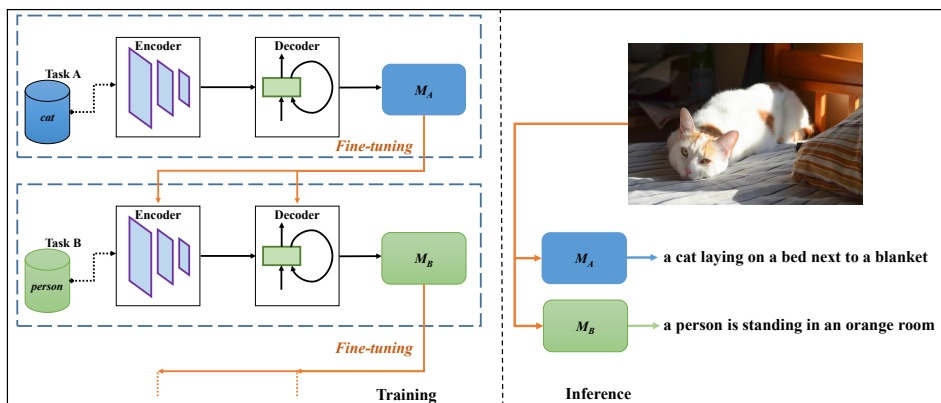 Task A
cat
Encoder
Decoder
M_A
Fine-tuning
Task B
person
Encoder
Decoder
M_B
Fine-tuning
Training
M_A
a cat laying on a bed next to a blanket
M_B
a person is standing in an orange room
Inference